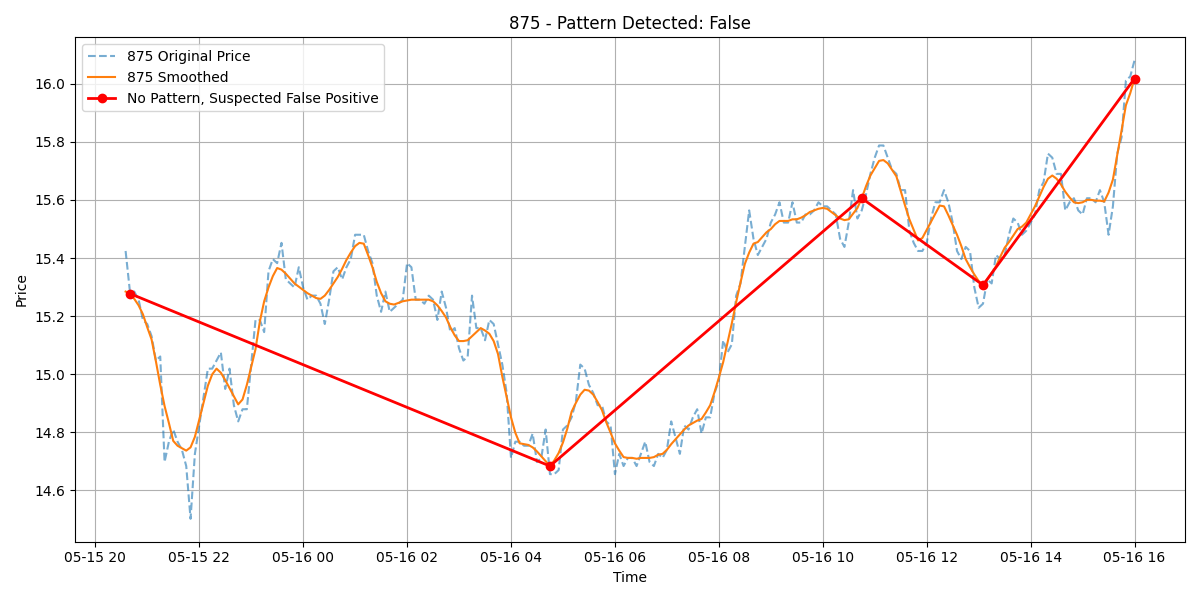 875 - Pattern Detected: False
875 Original Price
875 Smoothed
No Pattern, Suspected False Positive
Price
16.0
15.8
15.6
15.4
15.2
15.0
14.8
14.6
05-15 20 05-15 22 05-16 00 05-16 02 05-16 04 05-16 06 05-16 08 05-16 10 05-16 12 05-16 14 05-16 16
Time